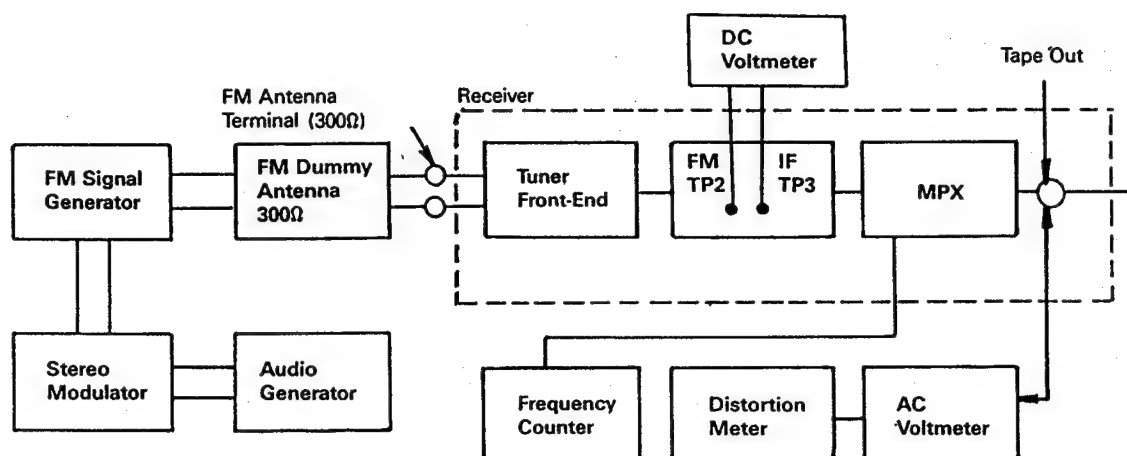 DC
Voltmeter
Tape Out
FM Antenna
Terminal (300Ω)
Receiver
FM Signal
Generator
FM Dummy
Antenna
300Ω
Tuner
Front-End
FM
TP2
IF
TP3
MPX
Stereo
Modulator
Audio
Generator
Frequency
Counter
Distortion
Meter
AC
Voltmeter